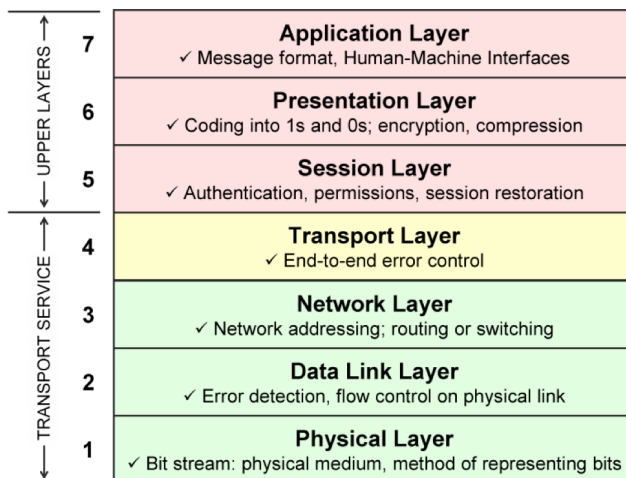 UPPER LAYERS
7
Application Layer
✓ Message format, Human-Machine Interfaces
6
Presentation Layer
✓ Coding into 1s and 0s; encryption, compression
5
Session Layer
✓ Authentication, permissions, session restoration
TRANSPORT SERVICE
4
Transport Layer
✓ End-to-end error control
3
Network Layer
✓ Network addressing; routing or switching
2
Data Link Layer
✓ Error detection, flow control on physical link
1
Physical Layer
✓ Bit stream: physical medium, method of representing bits